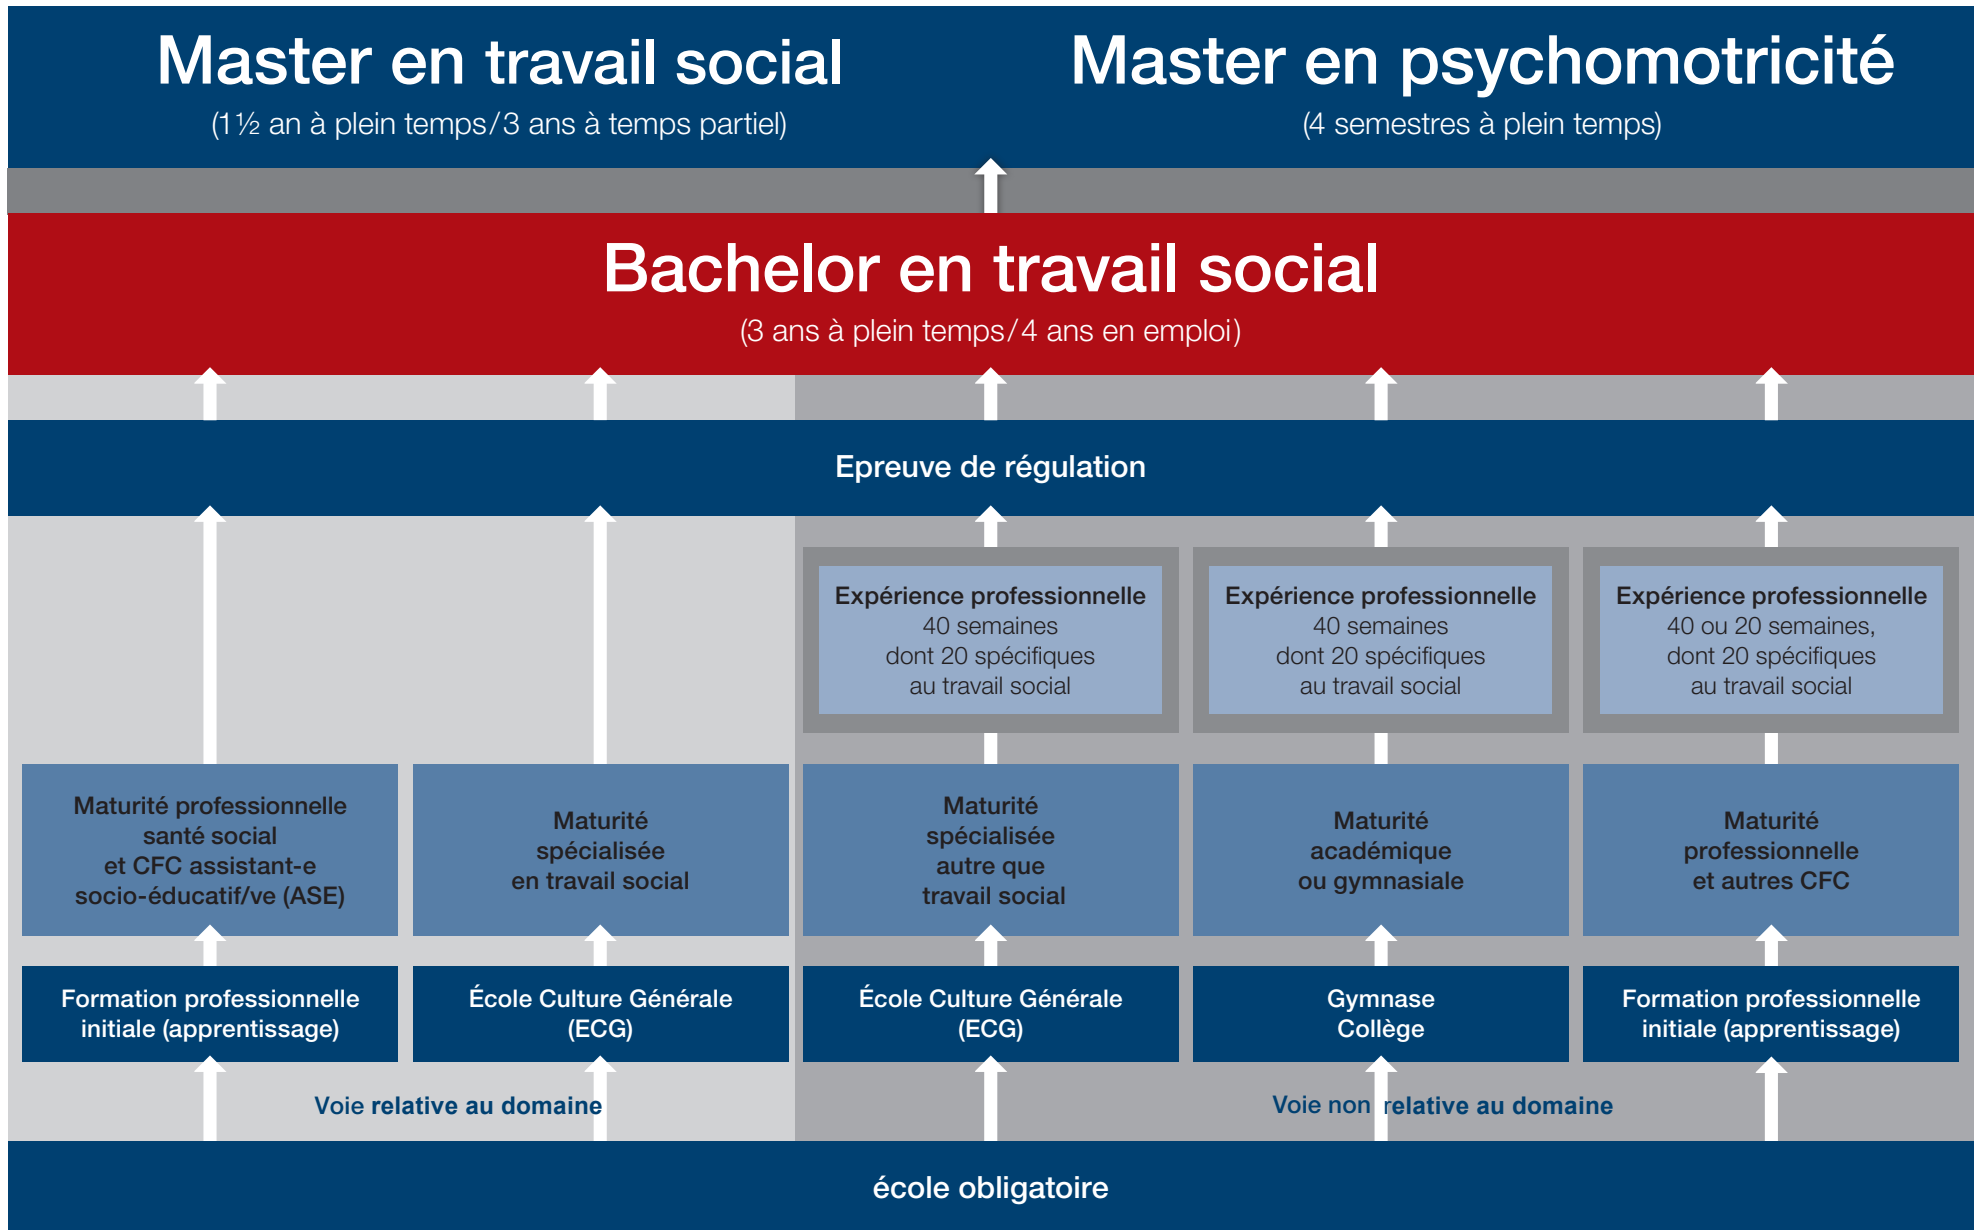 Master en travail social
(1 ½ an à plein temps/3 ans à temps partiel)
Master en psychomotricité
(4 semestres à plein temps)
Bachelor en travail social
(3 ans à plein temps/4 ans en emploi)
Epreuve de régulation
Expérience professionnelle
40 semaines
dont 20 spécifiques
au travail social
Expérience professionnelle
40 semaines
dont 20 spécifiques
au travail social
Expérience professionnelle
40 ou 20 semaines,
dont 20 spécifiques
au travail social
Maturité professionnelle
santé social
et CFC assistant-e
socio-éducatif/ve (ASE)
Maturité
spécialisée
en travail social
Maturité
spécialisée
autre que
travail social
Maturité
académique
ou gymnasiale
Maturité
professionnelle
et autres CFC
Formation professionnelle
initiale (apprentissage)
École Culture Générale
(ECG)
École Culture Générale
(ECG)
Gymnase
Collège
Formation professionnelle
initiale (apprentissage)
Voie relative au domaine
Voie non relative au domaine
école obligatoire